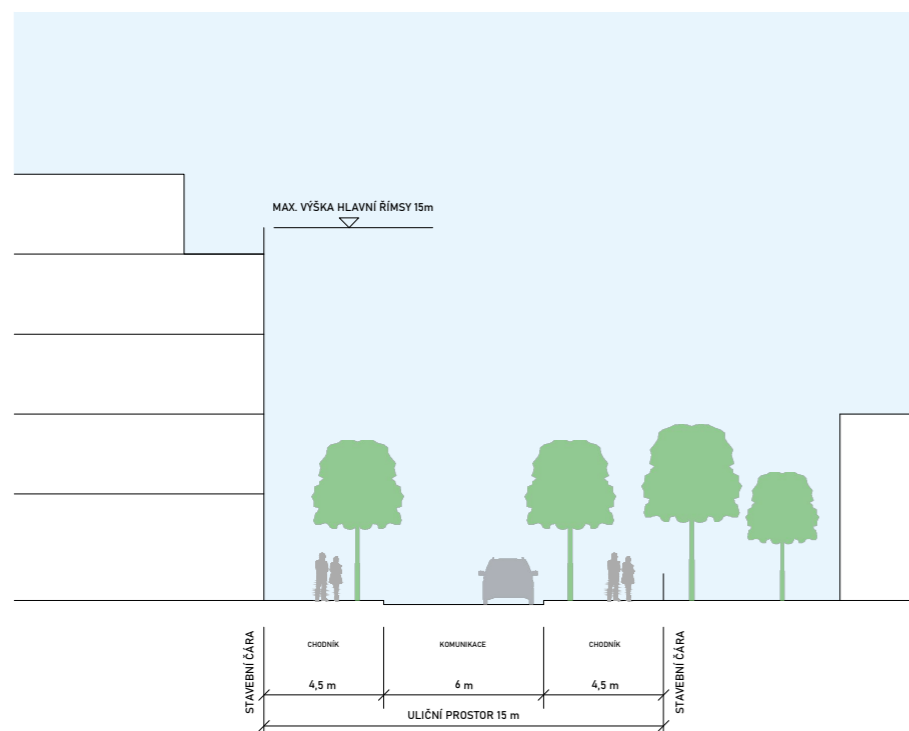 MAX. VÝŠKA HLAVNÍ ŘÍMSY 15m
STAVEBNÍ ČÁRA
CHODNÍK
KOMUNIKACE
CHODNÍK
STAVEBNÍ ČÁRA
4,5 m
6 m
4,5 m
ULIČNÍ PROSTOR 15 m